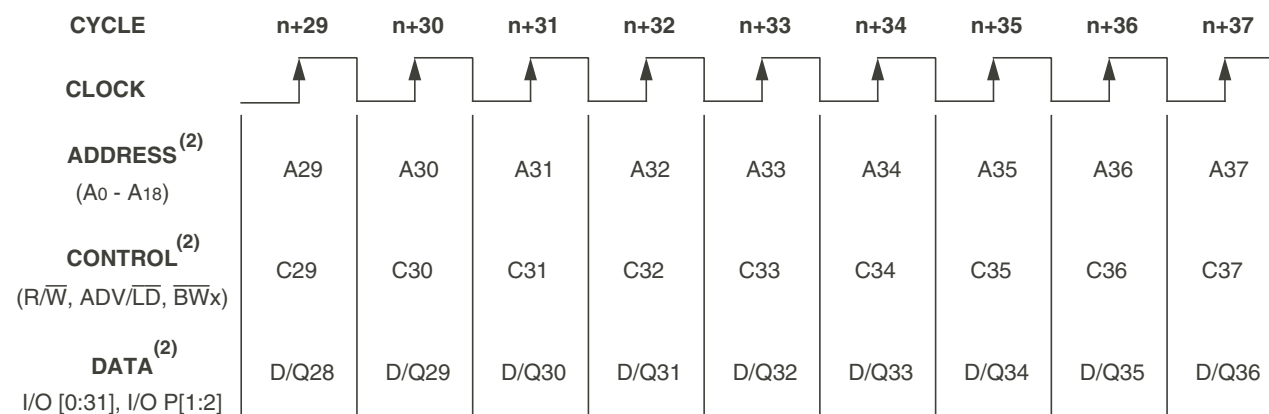 CYCLE n+29 n+30 n+31 n+32 n+33 n+34 n+35 n+36 n+37
CLOCK
ADDRESS(2) A29 A30 A31 A32 A33 A34 A35 A36 A37
(A0 - A18)
CONTROL(2) C29 C30 C31 C32 C33 C34 C35 C36 C37
(R/W̅, ADV/L̅D̅, B̅W̅x)
DATA(2) D/Q28 D/Q29 D/Q30 D/Q31 D/Q32 D/Q33 D/Q34 D/Q35 D/Q36
I/O [0:31], I/O P[1:2]